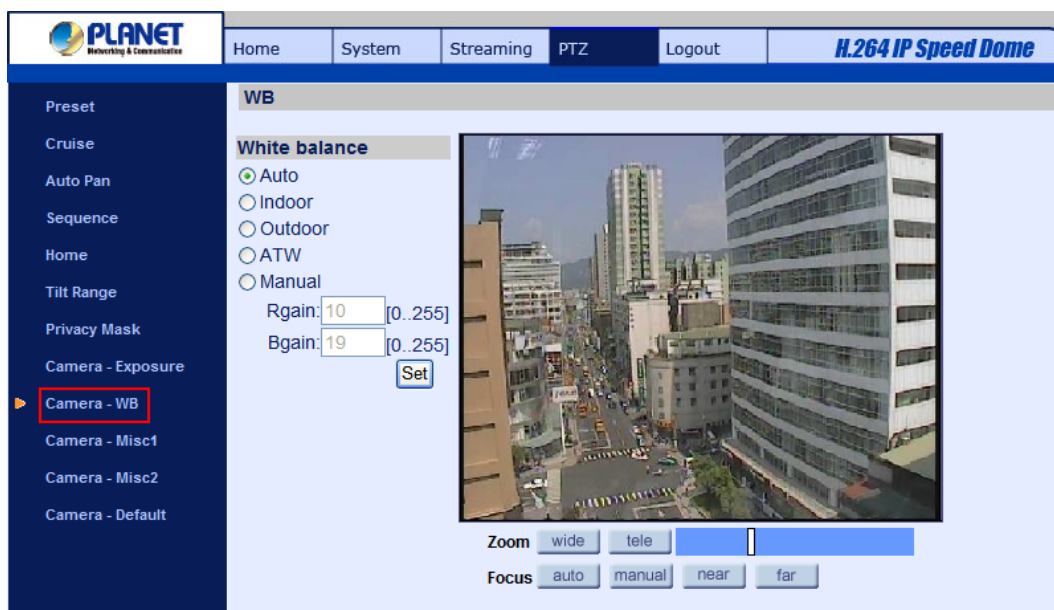 PLANET
Networking & Communication
Home
System
Streaming
PTZ
Logout
H.264 IP Speed Dome
Preset
Cruise
Auto Pan
Sequence
Home
Tilt Range
Privacy Mask
Camera - Exposure
Camera - WB
Camera - Misc1
Camera - Misc2
Camera - Default
WB
White balance
Auto
Indoor
Outdoor
ATW
Manual
Rgain: 10 [0..255]
Bgain: 19 [0..255]
Set
Zoom wide tele
Focus auto manual near far